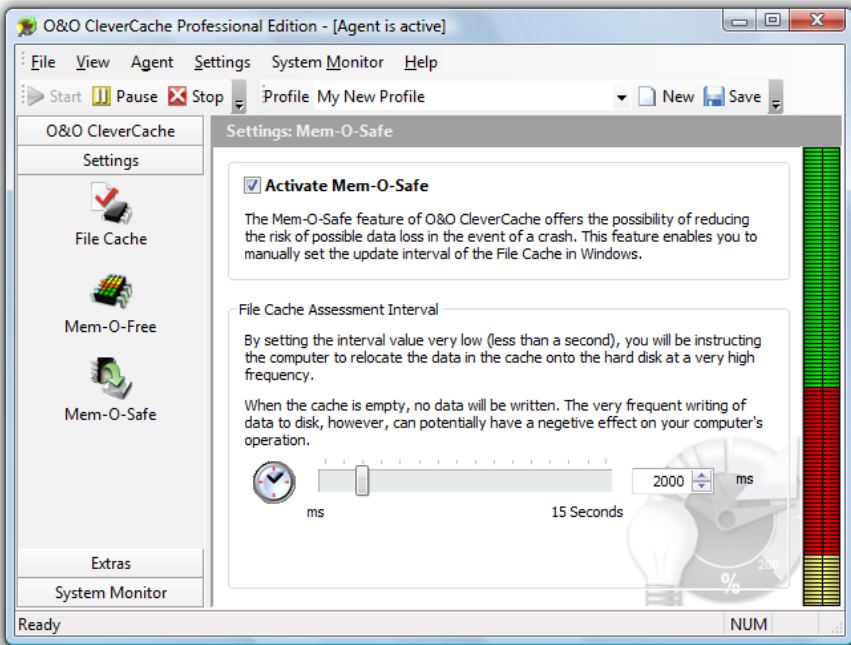 O&O CleverCache Professional Edition - [Agent is active]
File View Agent Settings System Monitor Help
Start Pause Stop Profile My New Profile New Save
O&O CleverCache
Settings
File Cache
Mem-O-Free
Mem-O-Safe
Extras
System Monitor
Settings: Mem-O-Safe
Activate Mem-O-Safe
The Mem-O-Safe feature of O&O CleverCache offers the possibility of reducing
the risk of possible data loss in the event of a crash. This feature enables you to
manually set the update interval of the File Cache in Windows.
File Cache Assessment Interval
By setting the interval value very low (less than a second), you will be instructing
the computer to relocate the data in the cache onto the hard disk at a very high
frequency.
When the cache is empty, no data will be written. The very frequent writing of
data to disk, however, can potentially have a negetive effect on your computer's
operation.
2000 ms
ms 15 Seconds
200
%
Ready NUM